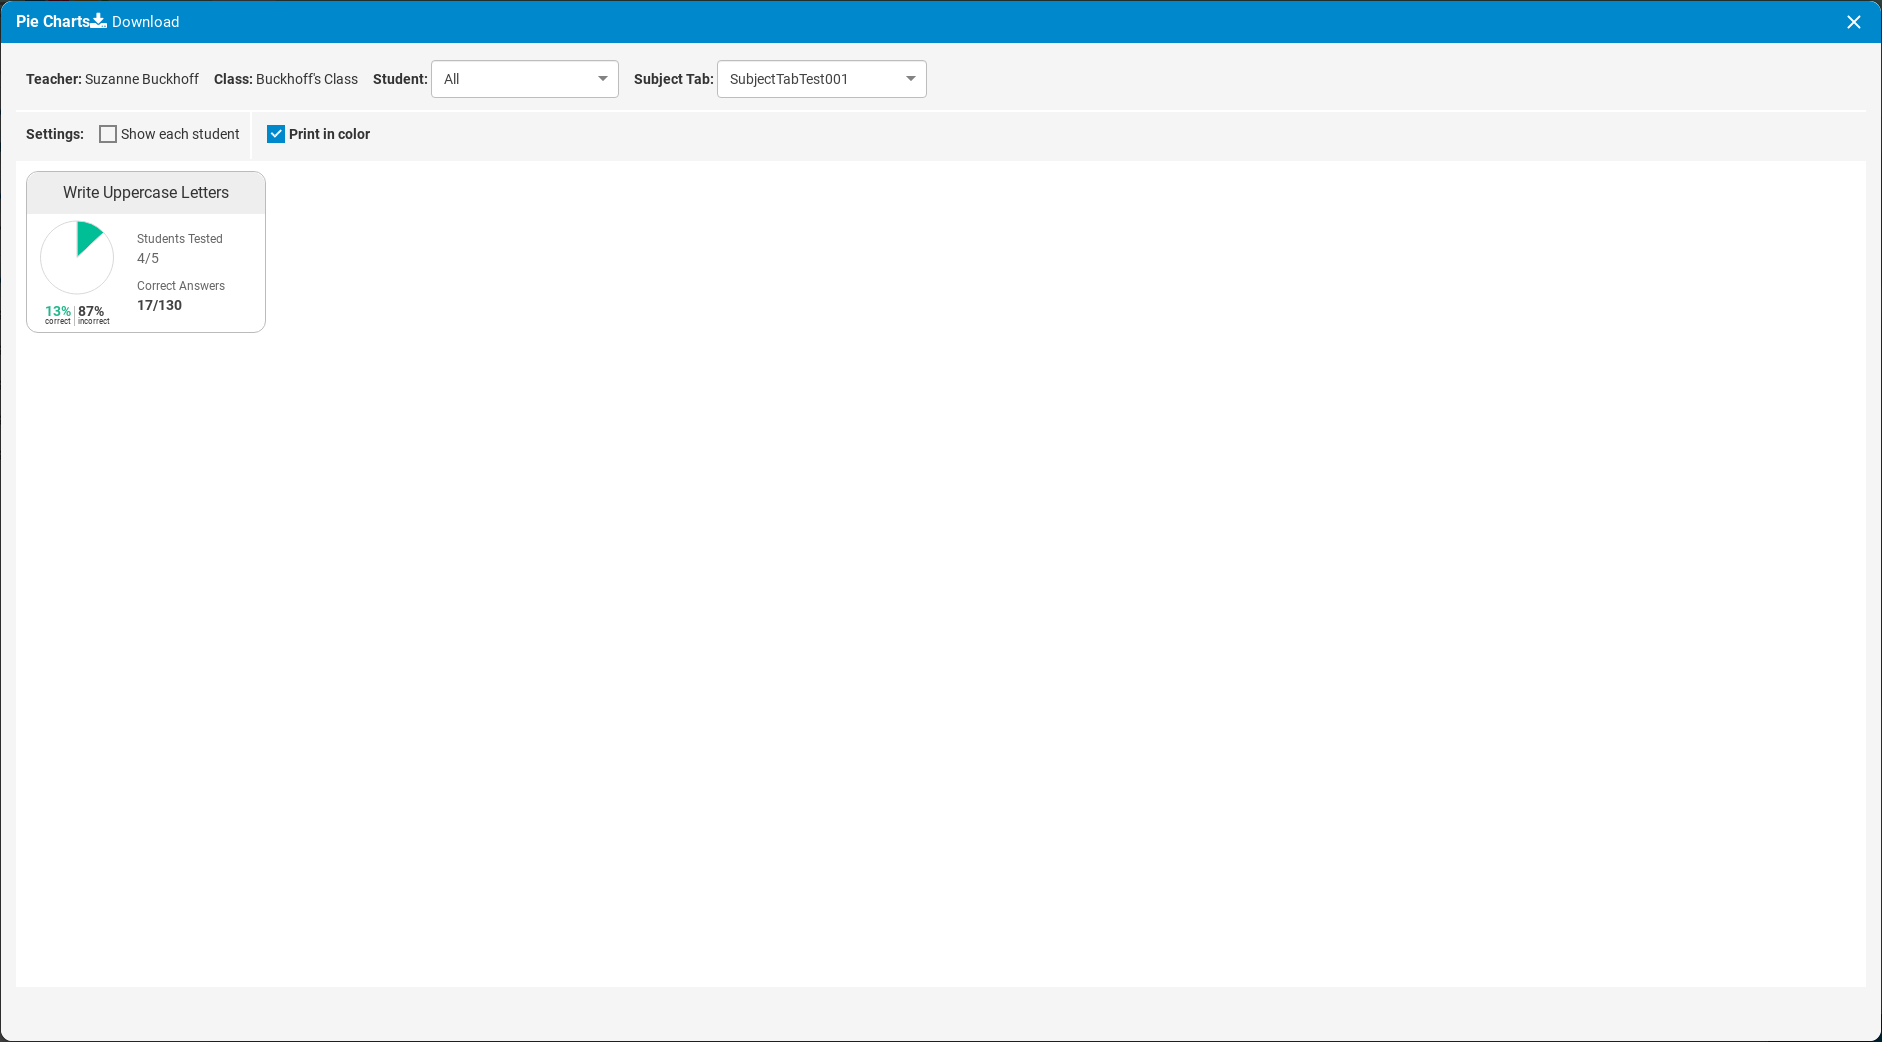 Pie Charts Download
Teacher: Suzanne Buckhoff Class: Buckhoff's Class Student: All Subject Tab: SubjectTabTest001
Settings: Show each student Print in color
Write Uppercase Letters
Students Tested
4/5
Correct Answers
17/130
13% 87%
correct incorrect